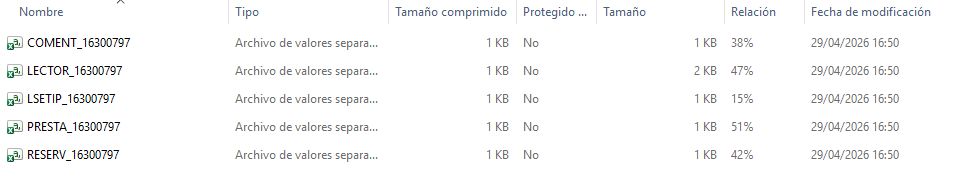 Nombre Tipo Tamaño comprimido Protegido ... Tamaño Relación Fecha de modificación
COMENT_16300797 Archivo de valores separa... 1 KB No 1 KB 38% 29/04/2026 16:50
LECTOR_16300797 Archivo de valores separa... 1 KB No 2 KB 47% 29/04/2026 16:50
LSETIP_16300797 Archivo de valores separa... 1 KB No 1 KB 15% 29/04/2026 16:50
PRESTA_16300797 Archivo de valores separa... 1 KB No 1 KB 51% 29/04/2026 16:50
RESERV_16300797 Archivo de valores separa... 1 KB No 1 KB 42% 29/04/2026 16:50